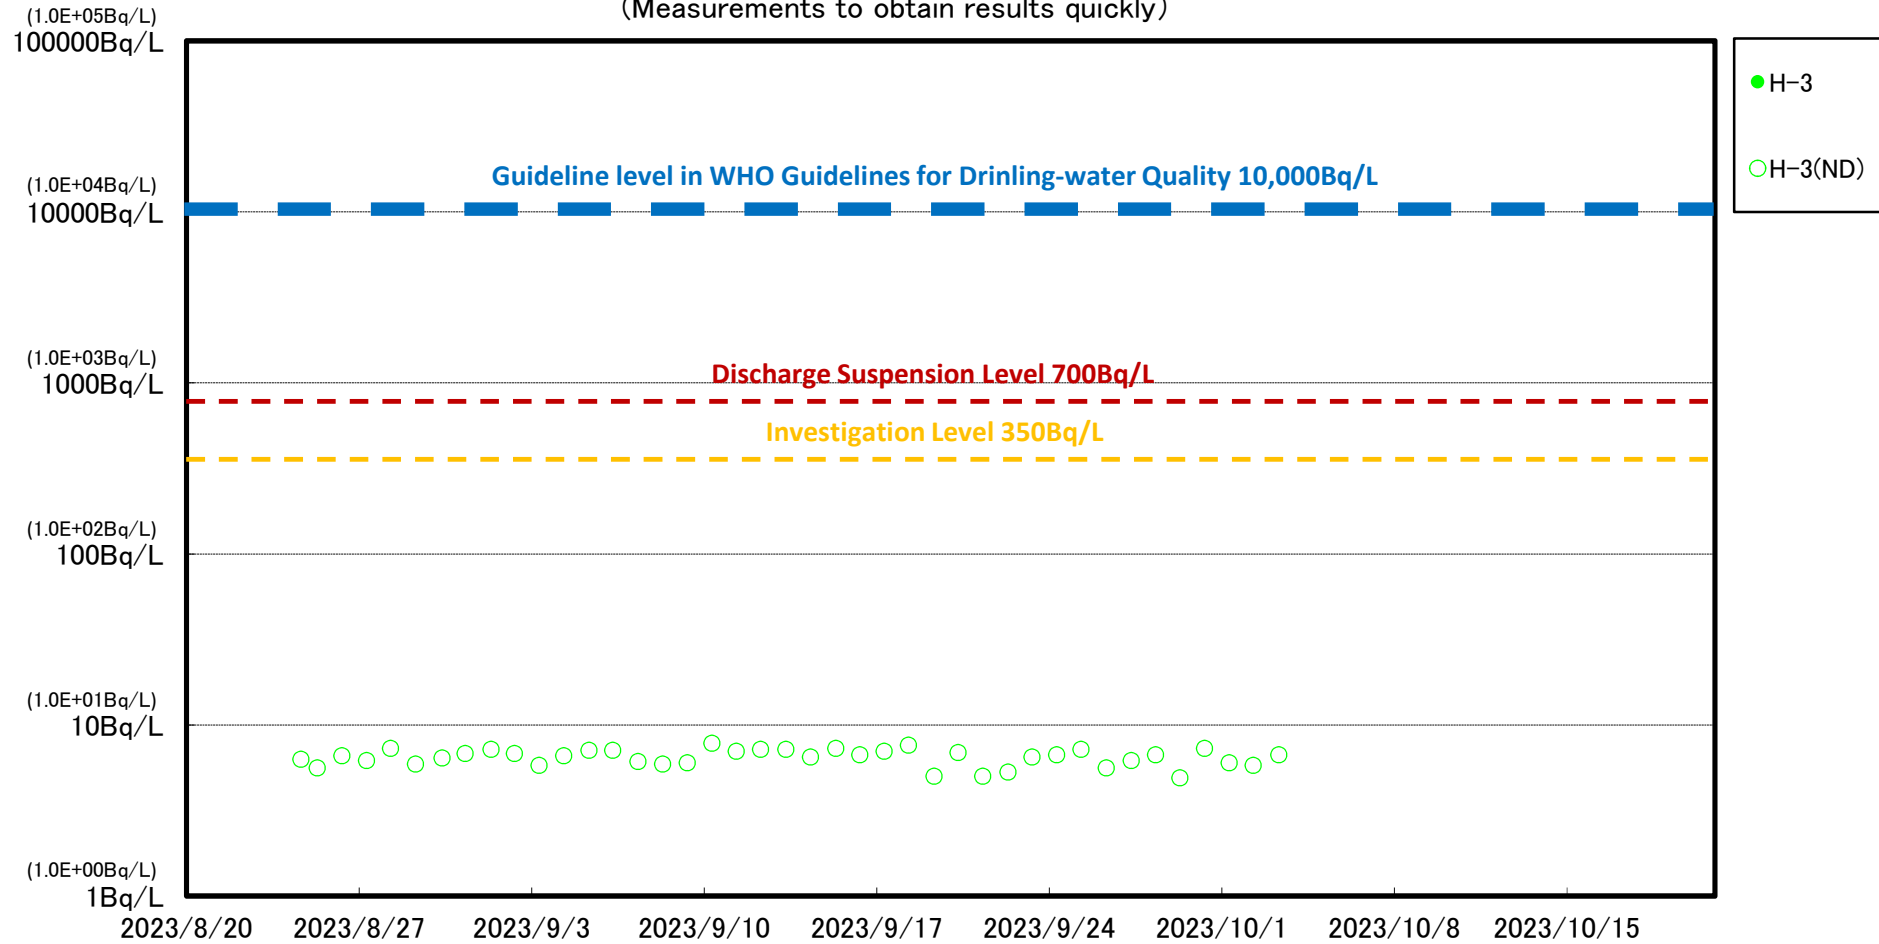 (Measurements to obtain results quickly)
(1.0E+05Bq/L)
100000Bq/L
H-3
H-3(ND)
Guideline level in WHO Guidelines for Drinling-water Quality 10,000Bq/L
(1.0E+04Bq/L)
10000Bq/L
(1.0E+03Bq/L)
1000Bq/L
Discharge Suspension Level 700Bq/L
Investigation Level 350Bq/L
(1.0E+02Bq/L)
100Bq/L
(1.0E+01Bq/L)
10Bq/L
(1.0E+00Bq/L)
1Bq/L
2023/8/20 2023/8/27 2023/9/3 2023/9/10 2023/9/17 2023/9/24 2023/10/1 2023/10/8 2023/10/15